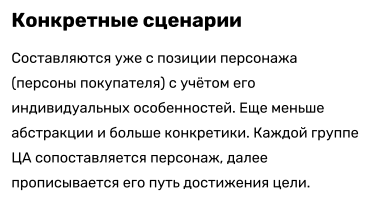 Конкретные сценарии
Составляются уже с позиции персонажа
(персоны покупателя) с учётом его
индивидуальных особенностей. Еще меньше
абстракции и больше конкретики. Каждой группе
ЦА сопоставляется персонаж, далее
прописывается его путь достижения цели.